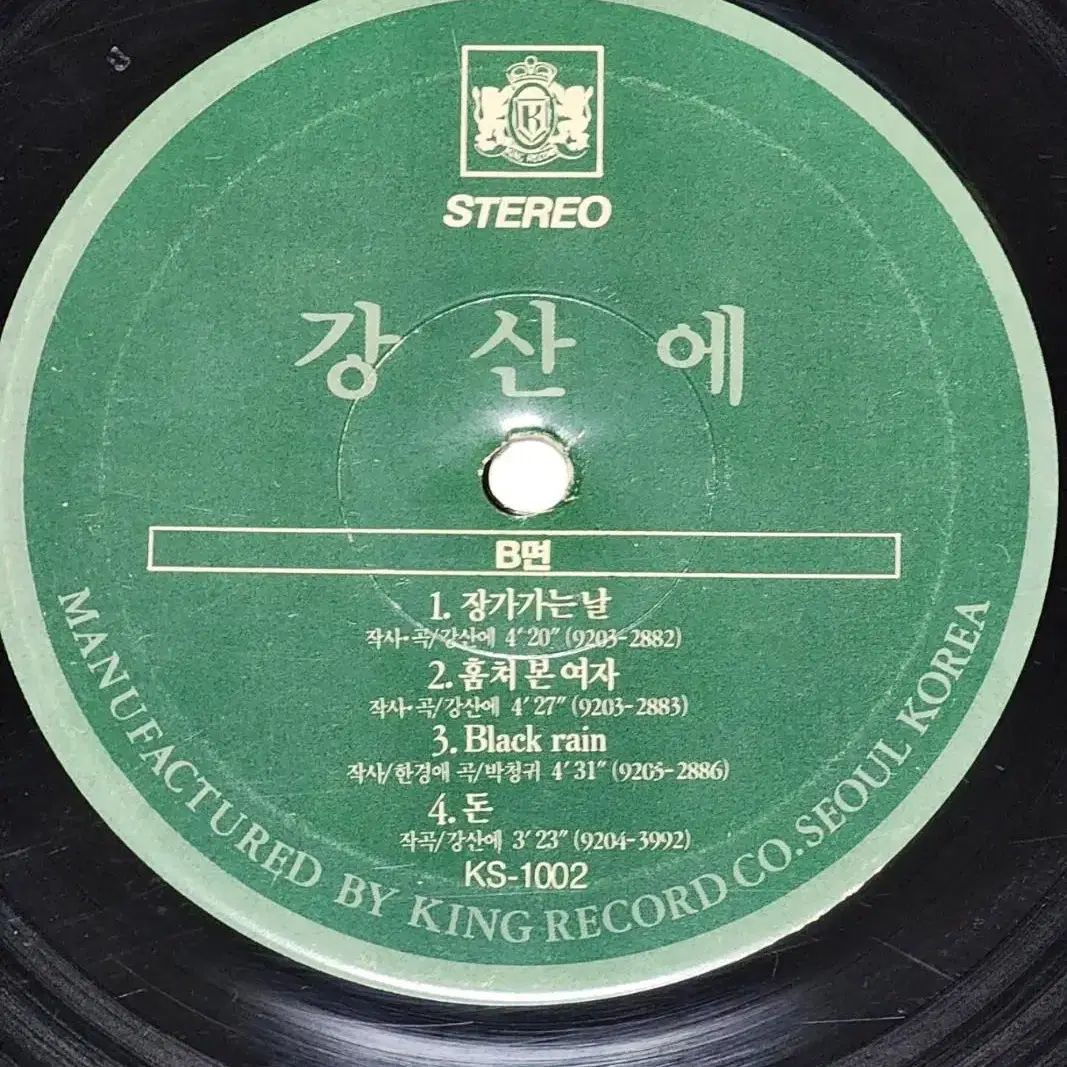 KING RECORD
STEREO
강산에
B면
1. 장가가는 날
작사·곡/강산에 4′20″ (9203-2882)
2. 훔쳐 본 여자
작사·곡/강산에 4′27″ (9203-2883)
3. Black rain
작사/한경애 곡/박청귀 4′31″ (9203-2886)
4. 돈
작곡/강산에 3′23″ (9204-3992)
KS-1002
MANUFACTURED BY KING RECORD CO. SEOUL KOREA